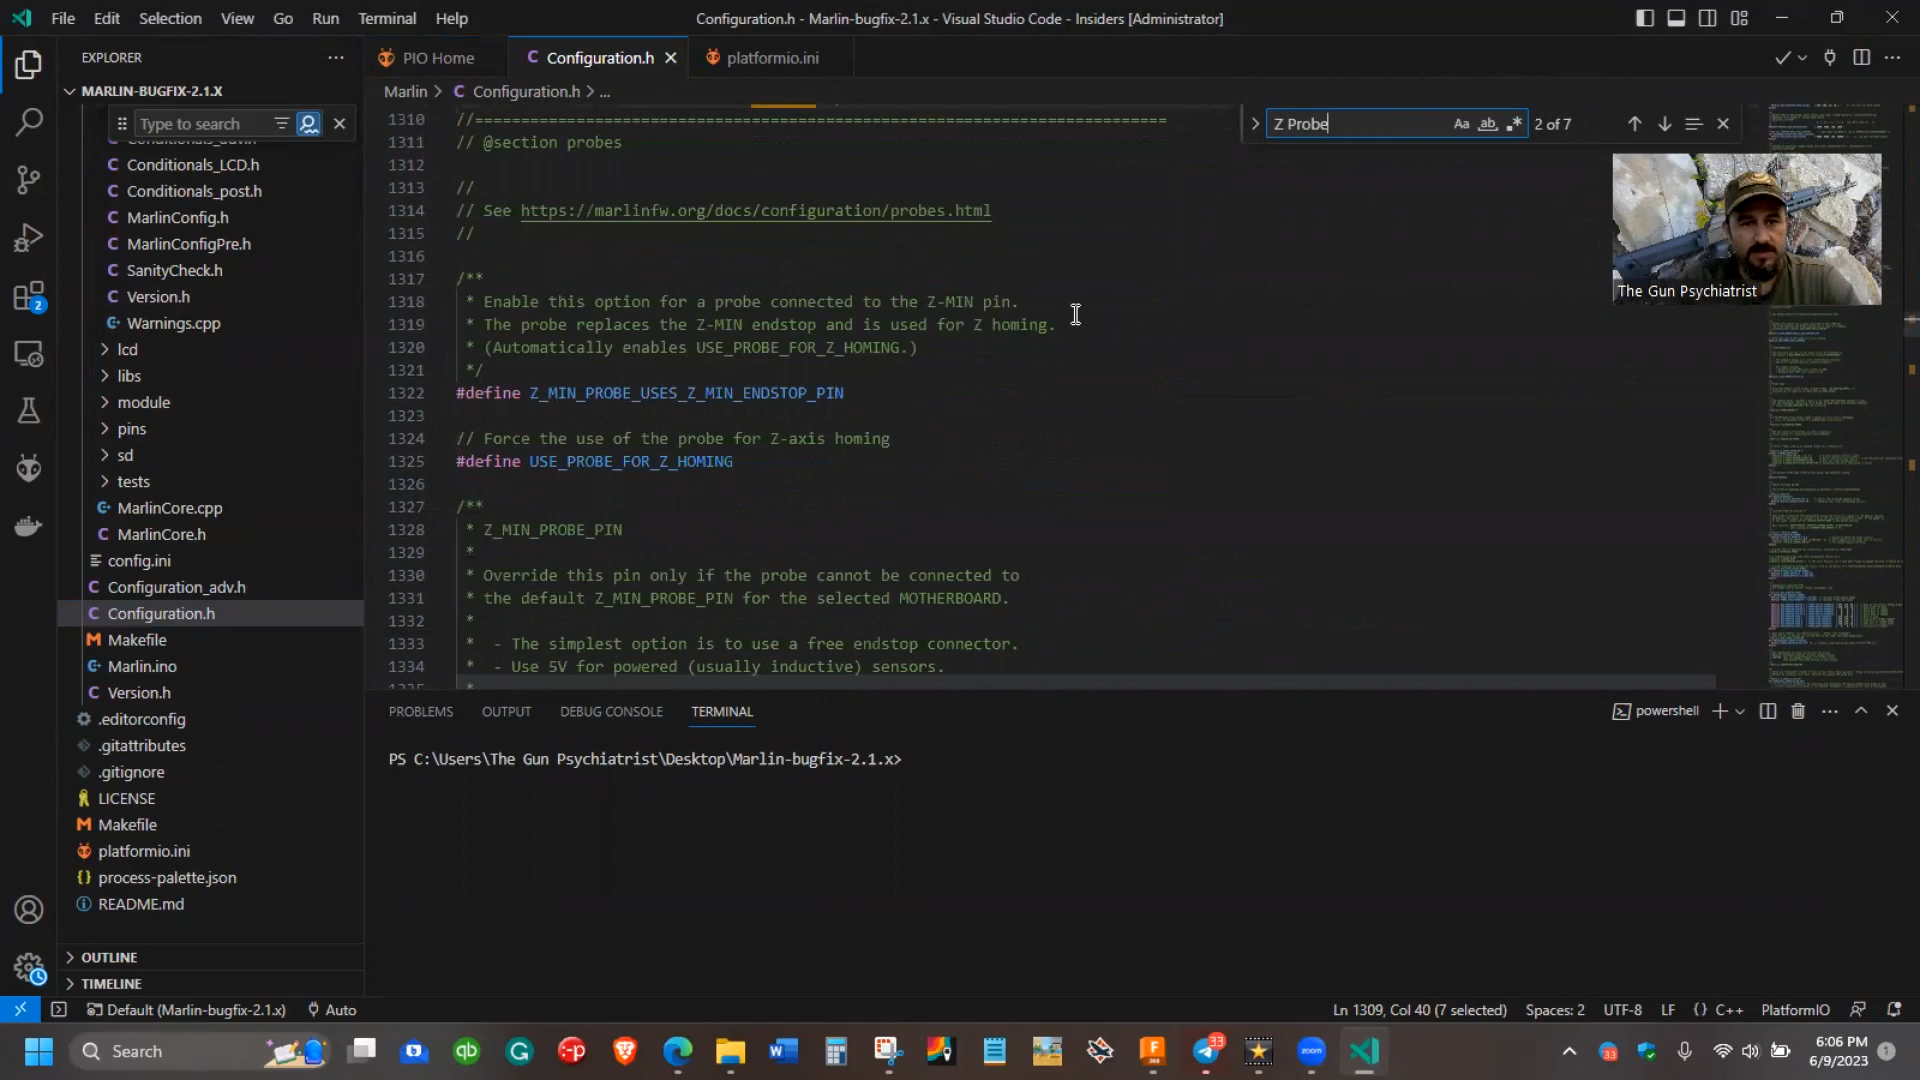 File Edit Selection View Go Run Terminal Help
Configuration.h - Marlin-bugfix-2.1.x - Visual Studio Code - Insiders [Administrator]
EXPLORER
MARLIN-BUGFIX-2.1.X
Type to search
Conditionals_LCD.h
Conditionals_post.h
MarlinConfig.h
MarlinConfigPre.h
SanityCheck.h
Version.h
Warnings.cpp
lcd
libs
module
pins
sd
tests
MarlinCore.cpp
MarlinCore.h
config.ini
Configuration_adv.h
Configuration.h
Makefile
Marlin.ino
Version.h
.editorconfig
.gitattributes
.gitignore
LICENSE
Makefile
platformio.ini
process-palette.json
README.md
OUTLINE
TIMELINE
2
PIO Home
Configuration.h
platformio.ini
Marlin > C Configuration.h > ...
Z Probe
Aa ab 2 of 7
1310 //===========================================================================
1311 // @section probes
1312
1313 //
1314 // See https://marlinfw.org/docs/configuration/probes.html
1315 //
1316
1317 /**
1318 * Enable this option for a probe connected to the Z-MIN pin.
1319 * The probe replaces the Z-MIN endstop and is used for Z homing.
1320 * (Automatically enables USE_PROBE_FOR_Z_HOMING.)
1321 */
1322 #define Z_MIN_PROBE_USES_Z_MIN_ENDSTOP_PIN
1323
1324 // Force the use of the probe for Z-axis homing
1325 #define USE_PROBE_FOR_Z_HOMING
1326
1327 /**
1328 * Z_MIN_PROBE_PIN
1329 *
1330 * Override this pin only if the probe cannot be connected to
1331 * the default Z_MIN_PROBE_PIN for the selected MOTHERBOARD.
1332 *
1333 * - The simplest option is to use a free endstop connector.
1334 * - Use 5V for powered (usually inductive) sensors.
The Gun Psychiatrist
PROBLEMS OUTPUT DEBUG CONSOLE TERMINAL
powershell
PS C:\Users\The Gun Psychiatrist\Desktop\Marlin-bugfix-2.1.x>
Default (Marlin-bugfix-2.1.x) Auto
Ln 1309, Col 40 (7 selected) Spaces: 2 UTF-8 LF {} C++ PlatformIO
Search
33
33
6:06 PM
6/9/2023
1